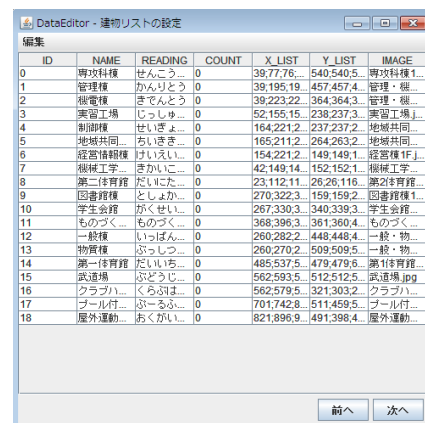 DataEditor - 建物リストの設定
編集
ID NAME READING COUNT X_LIST Y_LIST IMAGE
0 専攻科棟 せんこう... 0 39;77;76;... 540;540;5... 専攻科棟1...
1 管理棟 かんりとう 0 39;195;19... 457;457;4... 管理・機...
2 機電棟 きでんとう 0 39;223;22... 364;364;3... 管理・機...
3 実習工場 じっしゅ... 0 52;155;15... 238;237;3... 実習工場.j...
4 制御棟 せいぎょ... 0 164;221;2... 237;237;2... 地域共同...
5 地域共同... ちいきき... 0 165;211;2... 264;263;2... 地域共同...
6 経営情報棟 けいえい... 0 154;221;2... 149;149;1... 経営棟1F.j...
7 機械工学... きかいこ... 0 42;149;14... 152;152;1... 機械工学...
8 第二体育館 だいにた... 0 23;112;11... 26;26;116... 第2体育館...
9 図書館棟 としょか... 0 270;322;3... 159;159;2... 図書館棟1...
10 学生会館 がくせい... 0 267;330;3... 340;339;3... 学生会館...
11 ものづく... ものづく... 0 368;396;3... 361;360;4... ものづく...
12 一般棟 いっぱん... 0 260;282;2... 448;448;4... 一般・物...
13 物質棟 ぶっしつ... 0 260;270;2... 509;509;5... 一般・物...
14 第一体育館 だいいち... 0 485;537;5... 479;479;6... 第1体育館...
15 武道場 ぶどうじ... 0 562;593;5... 512;512;5... 武道場.jpg
16 クラブハ... くらぶは... 0 562;579;5... 321;303;2... クラブハ...
17 プール付... ぷーるふ... 0 701;742;8... 511;459;5... プール付...
18 屋外運動... おくがい... 0 821;896;9... 491;398;4... 屋外運動...
前へ 次へ